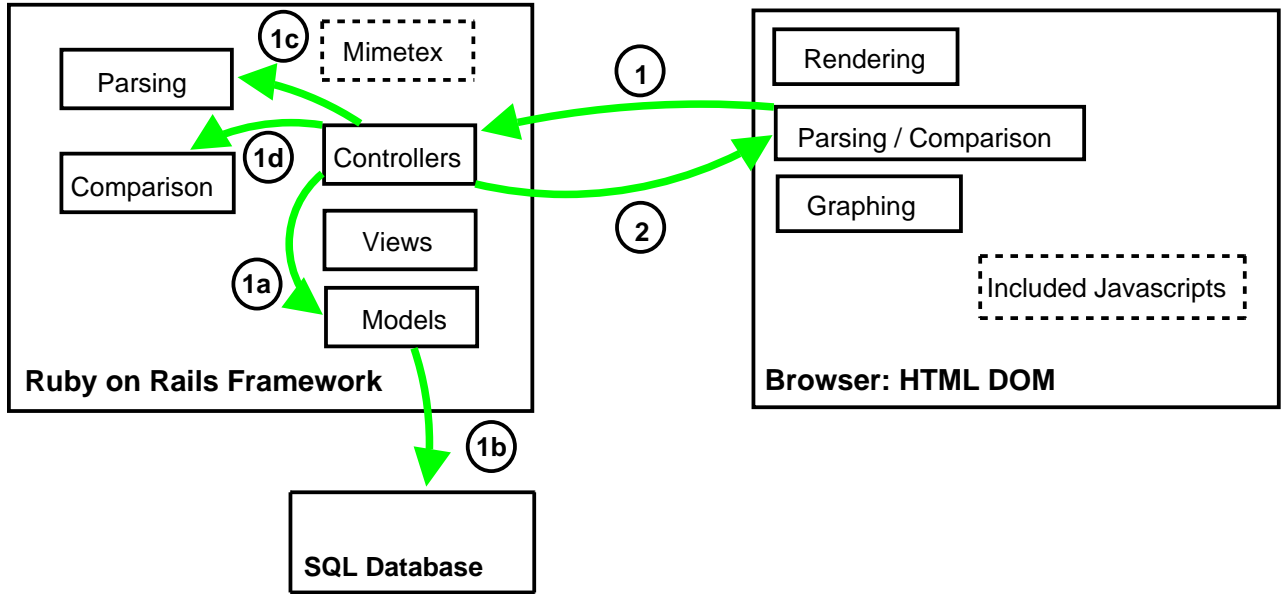 1c
Mimetex
Parsing
1d
Controllers
Comparison
Views
1a
Models
Ruby on Rails Framework
1b
SQL Database
1
2
Rendering
Parsing / Comparison
Graphing
Included Javascripts
Browser: HTML DOM